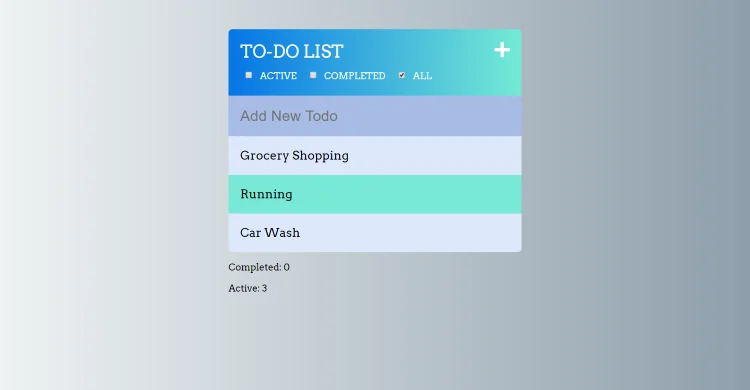 TO-DO LIST
ACTIVE COMPLETED ALL
Add New Todo
Grocery Shopping
Running
Car Wash
Completed: 0
Active: 3